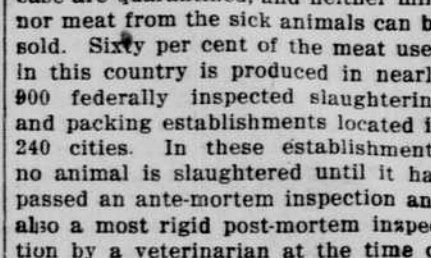 nor meat from the sick animals can b
sold. Sixty per cent of the meat use
in this country is produced in nearl
900 federally inspected slaughterin
and packing establishments located i
240 cities. In these establishment
no animal is slaughtered until it ha
passed an ante-mortem inspection an
also a most rigid post-mortem inspec
tion by a veterinarian at the time o